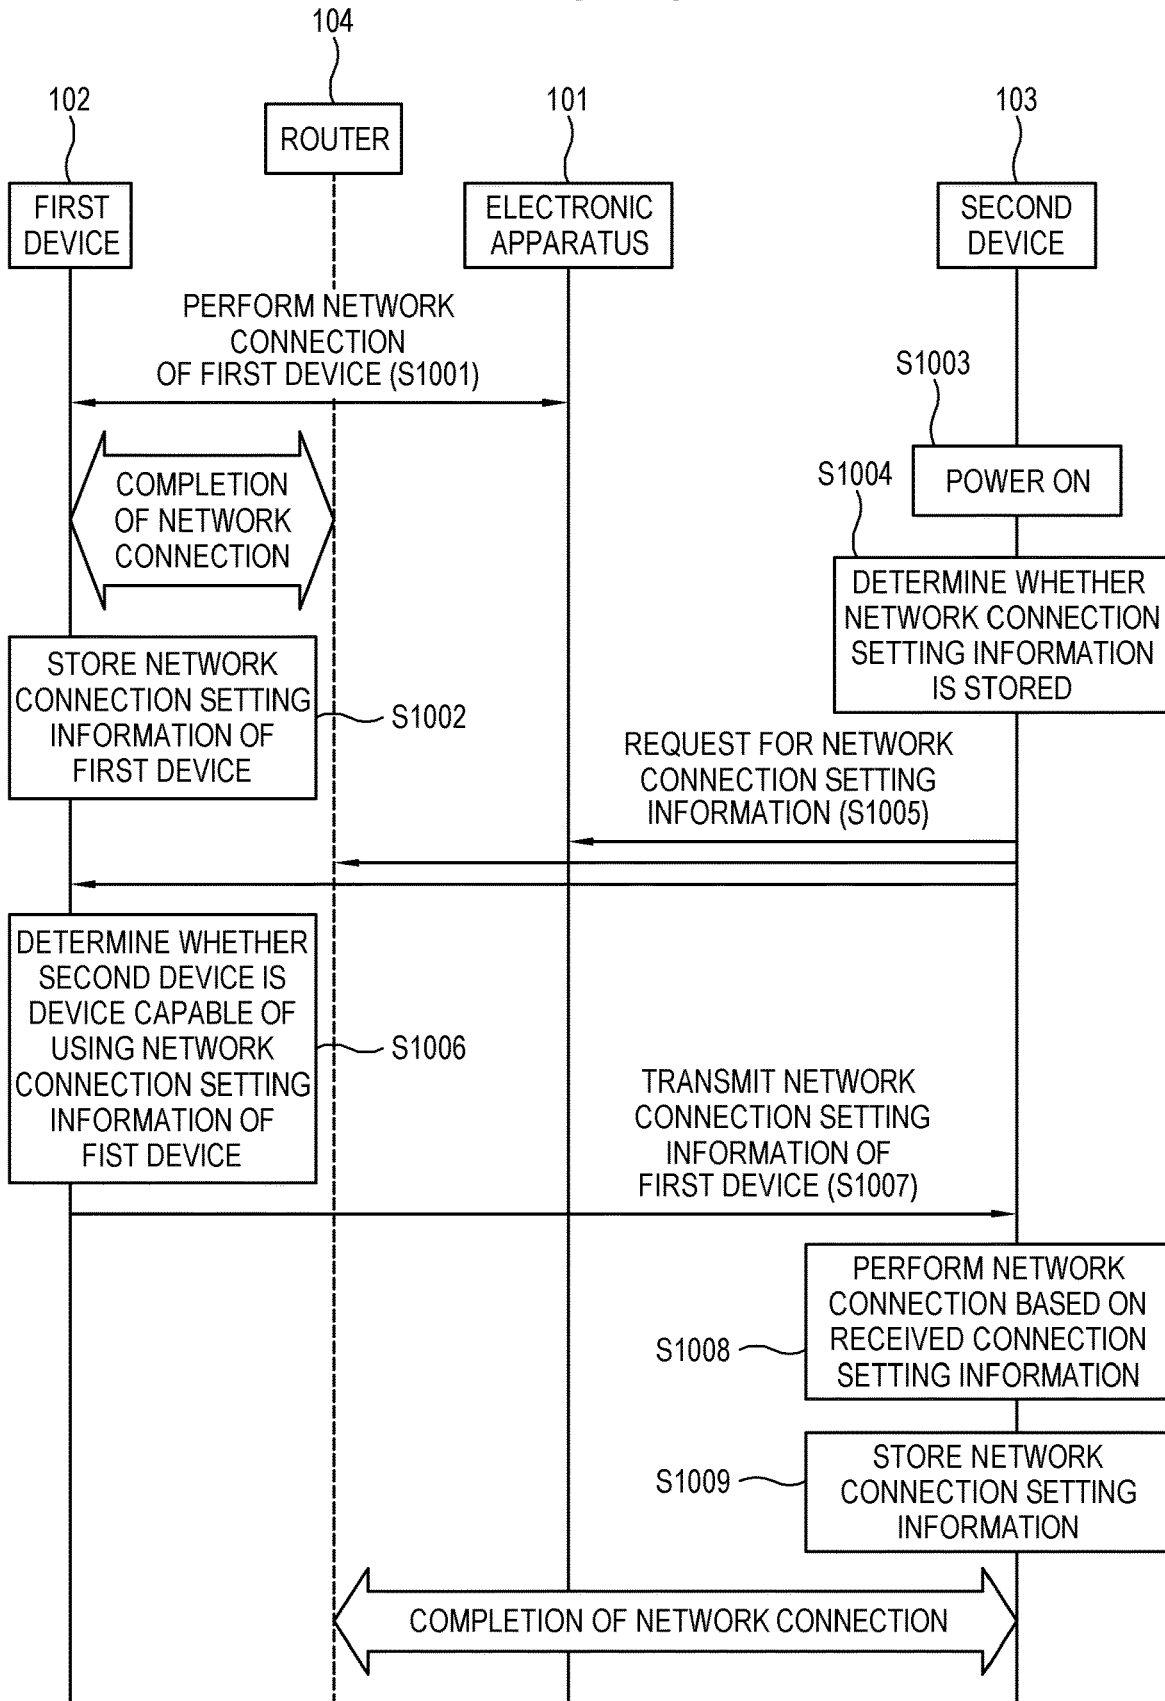 104
102
101
103
ROUTER
FIRST
DEVICE
ELECTRONIC
APPARATUS
SECOND
DEVICE
PERFORM NETWORK
CONNECTION
OF FIRST DEVICE (S1001)
S1003
POWER ON
COMPLETION
OF NETWORK
CONNECTION
S1004
DETERMINE WHETHER
NETWORK CONNECTION
SETTING INFORMATION
IS STORED
STORE NETWORK
CONNECTION SETTING
INFORMATION OF
FIRST DEVICE
S1002
REQUEST FOR NETWORK
CONNECTION SETTING
INFORMATION (S1005)
DETERMINE WHETHER
SECOND DEVICE IS
DEVICE CAPABLE OF
USING NETWORK
CONNECTION SETTING
INFORMATION OF
FIST DEVICE
S1006
TRANSMIT NETWORK
CONNECTION SETTING
INFORMATION OF
FIRST DEVICE (S1007)
PERFORM NETWORK
CONNECTION BASED ON
RECEIVED CONNECTION
SETTING INFORMATION
S1008
STORE NETWORK
CONNECTION SETTING
INFORMATION
S1009
COMPLETION OF NETWORK CONNECTION